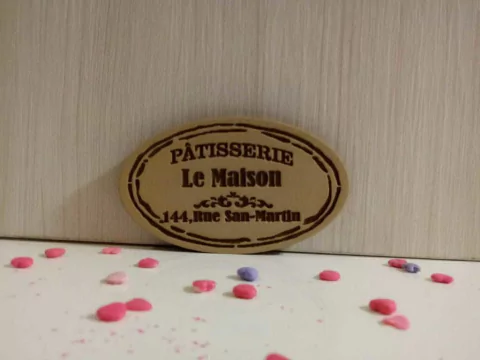 PÂTISSERIE
Le Maison
144,Rue San-Martin